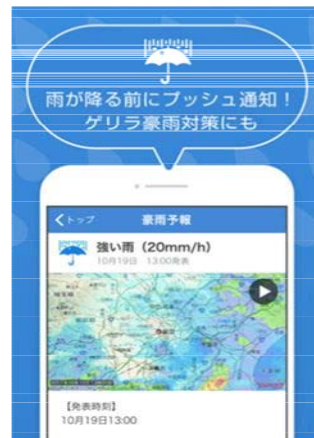 雨が降る前にプッシュ通知！
ゲリラ豪雨対策にも
トップ
豪雨予報
強い雨（20mm/h）
10月19日 13:00発表
【発表時刻】
10月19日13:00